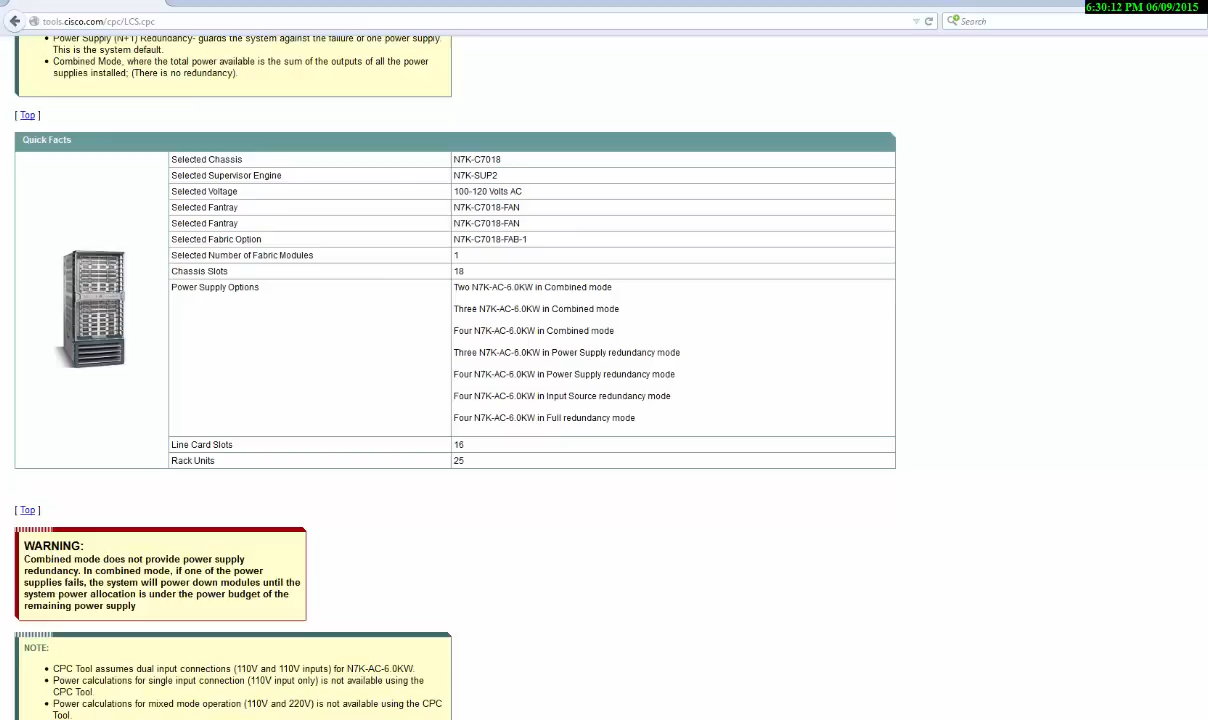 6:30:12 PM 06/09/2015
tools.cisco.com/cpc/LCS.cpc
Search
Power Supply (N+1) Redundancy- guards the system against the failure of one power supply.
This is the system default.
Combined Mode, where the total power available is the sum of the outputs of all the power
supplies installed; (There is no redundancy).
[ Top ]
Quick Facts
Selected Chassis N7K-C7018
Selected Supervisor Engine N7K-SUP2
Selected Voltage 100-120 Volts AC
Selected Fantray N7K-C7018-FAN
Selected Fantray N7K-C7018-FAN
Selected Fabric Option N7K-C7018-FAB-1
Selected Number of Fabric Modules 1
Chassis Slots 18
Power Supply Options Two N7K-AC-6.0KW in Combined mode
Three N7K-AC-6.0KW in Combined mode
Four N7K-AC-6.0KW in Combined mode
Three N7K-AC-6.0KW in Power Supply redundancy mode
Four N7K-AC-6.0KW in Power Supply redundancy mode
Four N7K-AC-6.0KW in Input Source redundancy mode
Four N7K-AC-6.0KW in Full redundancy mode
Line Card Slots 16
Rack Units 25
[ Top ]
WARNING:
Combined mode does not provide power supply
redundancy. In combined mode, if one of the power
supplies fails, the system will power down modules until the
system power allocation is under the power budget of the
remaining power supply
NOTE:
CPC Tool assumes dual input connections (110V and 110V inputs) for N7K-AC-6.0KW.
Power calculations for single input connection (110V input only) is not available using the
CPC Tool.
Power calculations for mixed mode operation (110V and 220V) is not available using the CPC
Tool.